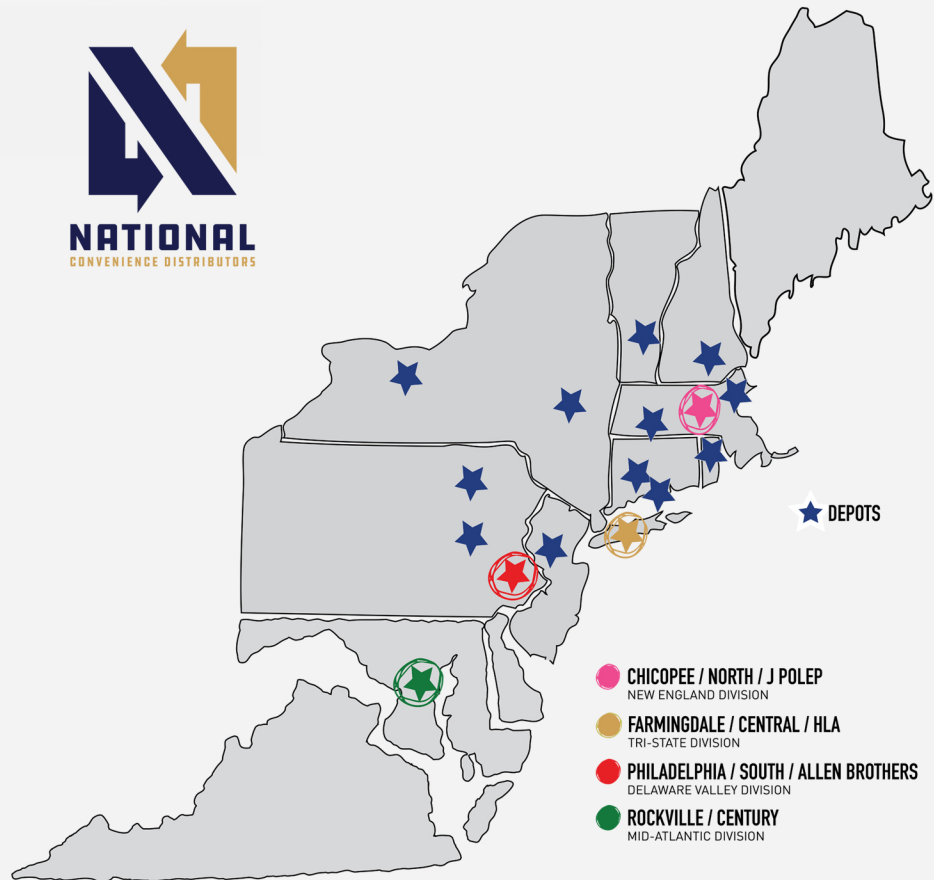 NATIONAL
CONVENIENCE DISTRIBUTORS
DEPOTS
CHICOPEE / NORTH / J POLEP
NEW ENGLAND DIVISION
FARMINGDALE / CENTRAL / HLA
TRI-STATE DIVISION
PHILADELPHIA / SOUTH / ALLEN BROTHERS
DELAWARE VALLEY DIVISION
ROCKVILLE / CENTURY
MID-ATLANTIC DIVISION